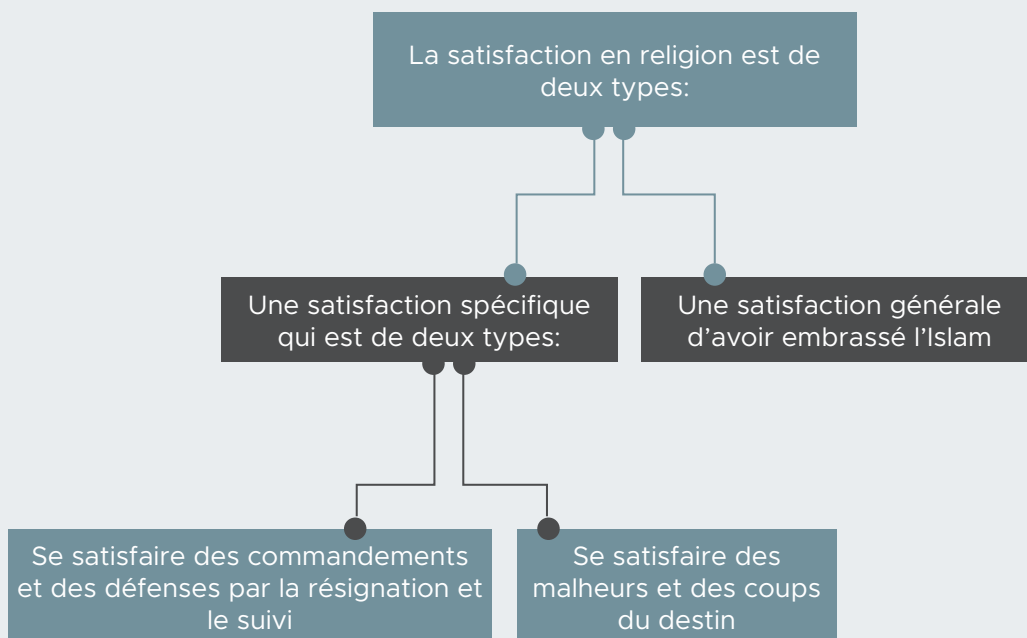 La satisfaction en religion est de
deux types:
Une satisfaction spécifique
qui est de deux types:
Une satisfaction générale
d’avoir embrassé l’Islam
Se satisfaire des commandements
et des défenses par la résignation et
le suivi
Se satisfaire des
malheurs et des coups
du destin